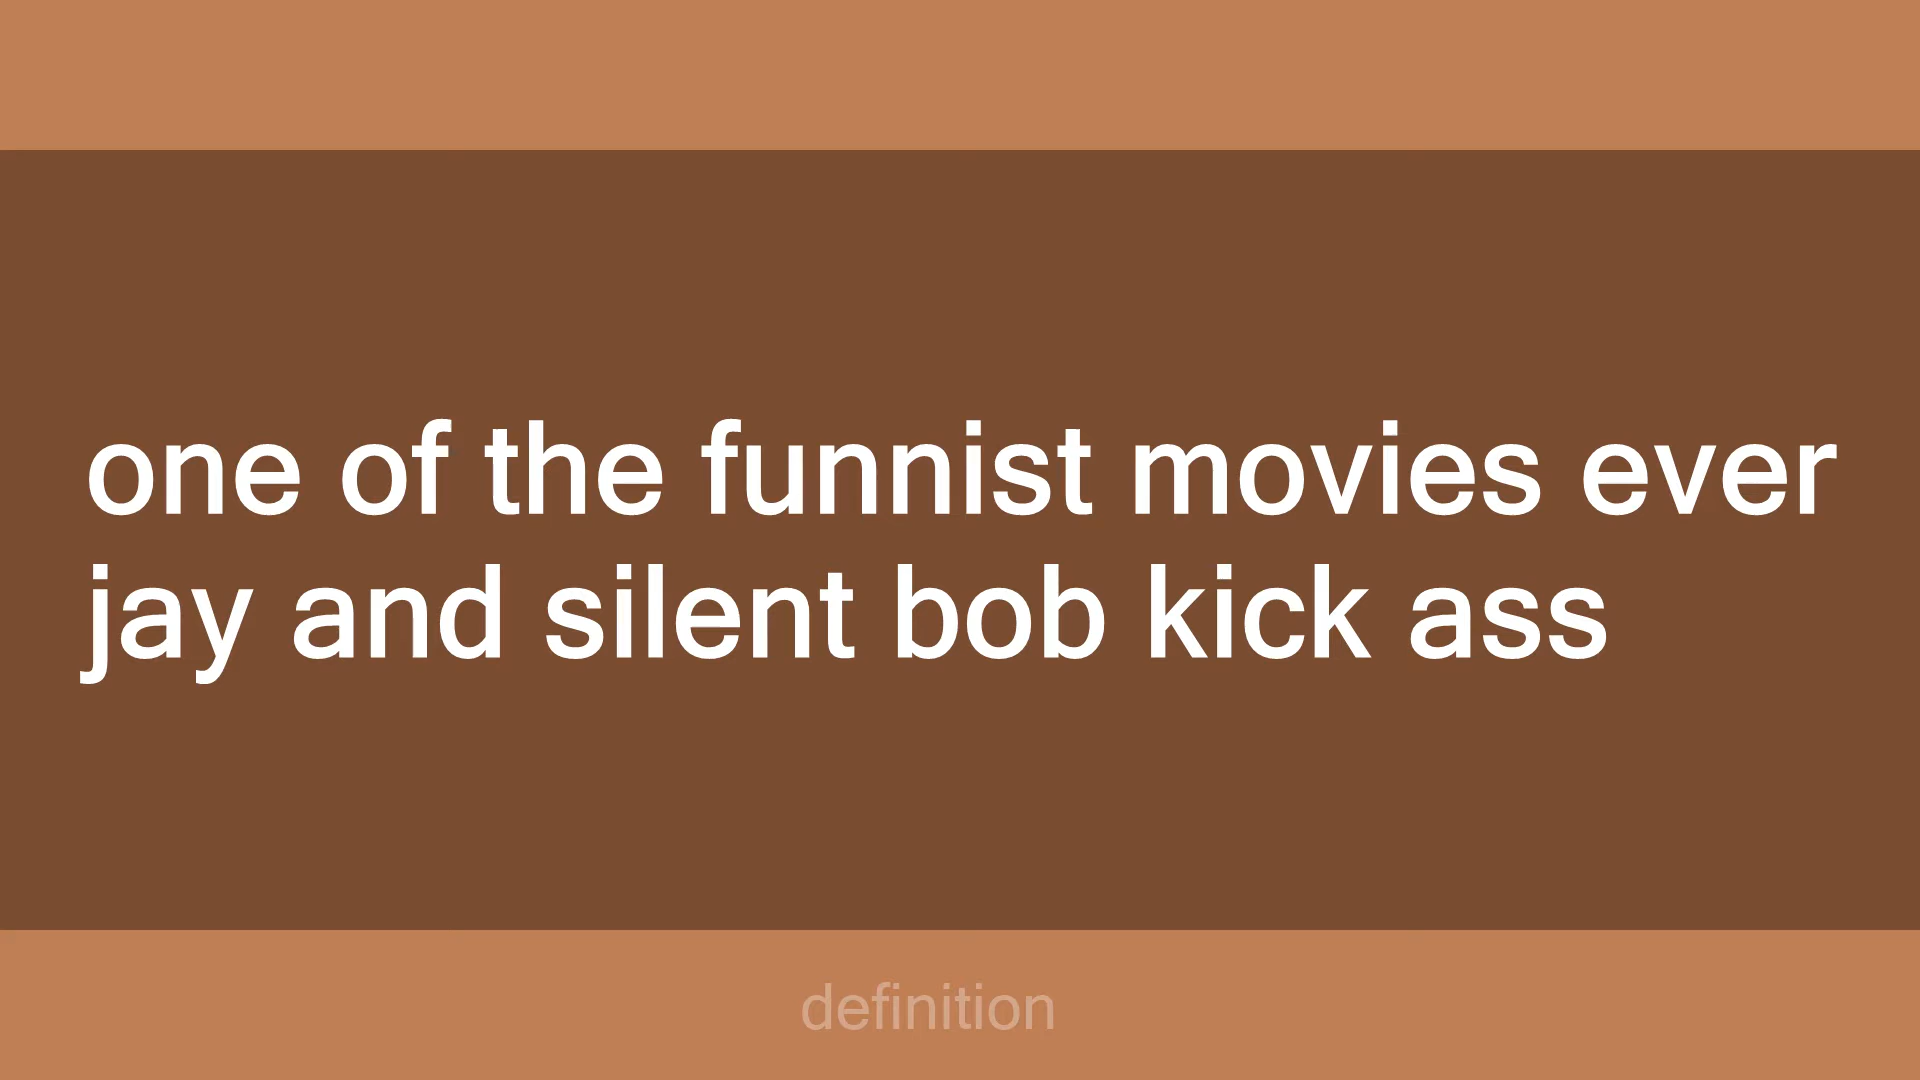 one of the funnist movies ever
jay and silent bob kick ass
definition